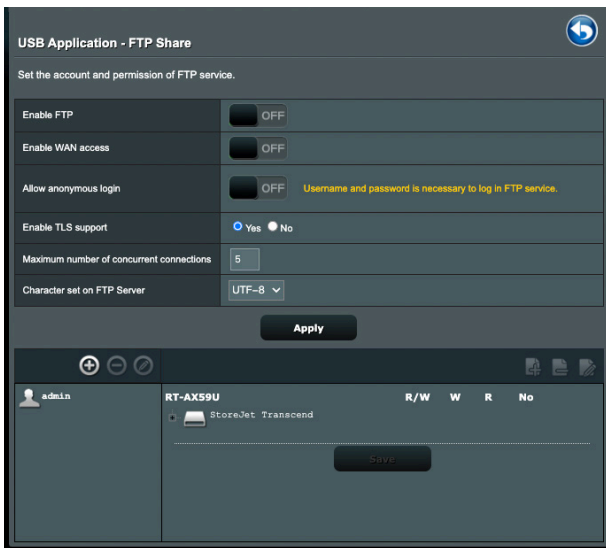 USB Application - FTP Share
Set the account and permission of FTP service.
Enable FTP OFF
Enable WAN access OFF
Allow anonymous login OFF Username and password is necessary to log in FTP service.
Enable TLS support Yes No
Maximum number of concurrent connections 5
Character set on FTP Server UTF-8
Apply
admin RT-AX59U R/W W R No
StoreJet Transcend
Save